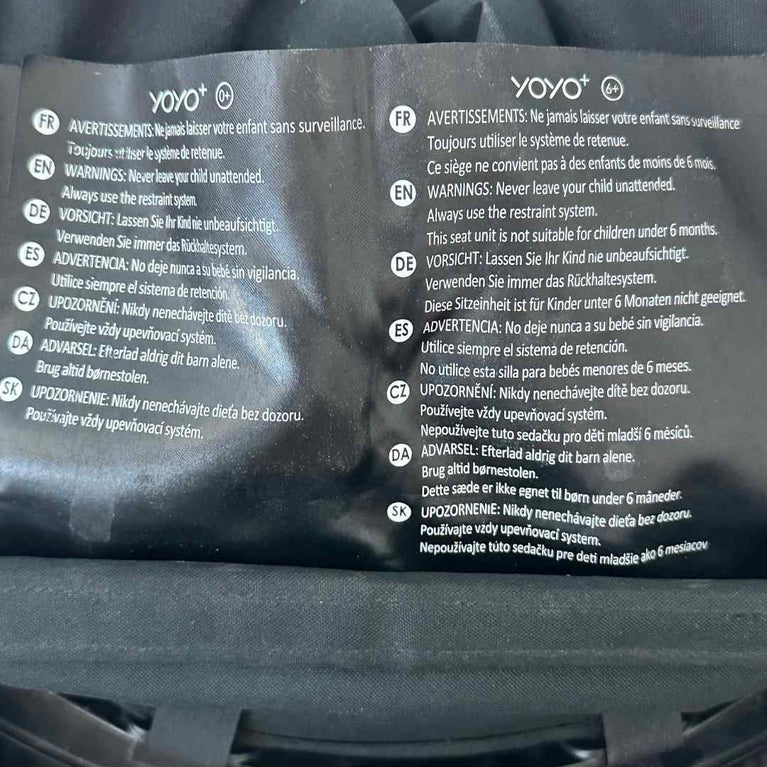 YOYO+ 0+
FR AVERTISSEMENTS: Ne jamais laisser votre enfant sans surveillance.
Toujours utiliser le système de retenue.
EN WARNINGS: Never leave your child unattended.
Always use the restraint system.
DE VORSICHT: Lassen Sie Ihr Kind nie unbeaufsichtigt.
Verwenden Sie immer das Rückhaltesystem.
ES ADVERTENCIA: No deje nunca a su bebé sin vigilancia.
Utilice siempre el sistema de retención.
CZ UPOZORNĚNÍ: Nikdy nenechávejte dítě bez dozoru.
Používejte vždy upevňovací systém.
DA ADVARSEL: Efterlad aldrig dit barn alene.
Brug altid børnestolen.
SK UPOZORNENIE: Nikdy nenechávajte dieťa bez dozoru.
Používajte vždy upevňovací systém.
YOYO+ 6+
FR AVERTISSEMENTS: Ne jamais laisser votre enfant sans surveillance
Toujours utiliser le système de retenue.
Ce siège ne convient pas à des enfants de moins de 6 mois.
EN WARNINGS: Never leave your child unattended.
Always use the restraint system.
This seat unit is not suitable for children under 6 months.
DE VORSICHT: Lassen Sie Ihr Kind nie unbeaufsichtigt.
Verwenden Sie immer das Rückhaltesystem.
Diese Sitzeinheit ist für Kinder unter 6 Monaten nicht geeignet.
ES ADVERTENCIA: No deje nunca a su bebé sin vigilancia.
Utilice siempre el sistema de retención.
No utilice esta silla para bebés menores de 6 meses.
CZ UPOZORNĚNÍ: Nikdy nenechávejte dítě bez dozoru.
Používejte vždy upevňovací systém.
Nepoužívejte tuto sedačku pro děti mladší 6 měsíců.
DA ADVARSEL: Efterlad aldrig dit barn alene.
Brug altid børnestolen.
Dette sæde er ikke egnet til børn under 6 måneder.
SK UPOZORNENIE: Nikdy nenechávajte dieťa bez dozoru.
Používajte vždy upevňovací system.
Nepoužívajte túto sedačku pre deti mladšie ako 6 mesiacov